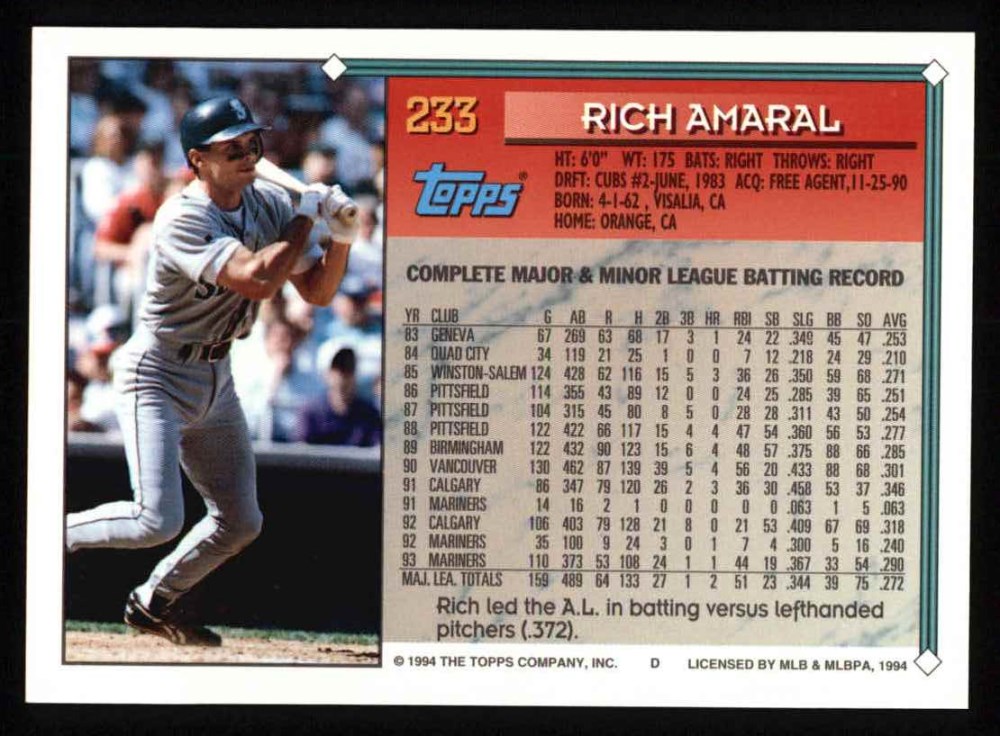 233
RICH AMARAL
HT: 6'0" WT: 175 BATS: RIGHT THROWS: RIGHT
DRFT: CUBS #2-JUNE, 1983 ACQ: FREE AGENT,11-25-90
BORN: 4-1-62 , VISALIA, CA
HOME: ORANGE, CA
TOPPS®
COMPLETE MAJOR & MINOR LEAGUE BATTING RECORD
YR CLUB G AB R H 2B 3B HR RBI SB SLG BB SO AVG
83 GENEVA 67 269 63 68 17 3 1 24 22 .349 45 47 .253
84 QUAD CITY 34 119 21 25 1 0 0 7 12 .218 24 29 .210
85 WINSTON-SALEM 124 428 62 116 15 5 3 36 26 .350 59 68 .271
86 PITTSFIELD 114 355 43 89 12 0 0 24 25 .285 39 65 .251
87 PITTSFIELD 104 315 45 80 8 5 0 28 28 .311 43 50 .254
88 PITTSFIELD 122 422 66 117 15 4 4 47 54 .360 56 53 .277
89 BIRMINGHAM 122 432 90 123 15 6 4 48 57 .375 88 66 .285
90 VANCOUVER 130 462 87 139 39 5 4 56 20 .433 88 68 .301
91 CALGARY 86 347 79 120 26 2 3 36 30 .458 53 37 .346
91 MARINERS 14 16 2 1 0 0 0 0 0 .063 1 5 .063
92 CALGARY 106 403 79 128 21 8 0 21 53 .409 67 69 .318
92 MARINERS 35 100 9 24 3 0 1 7 4 .300 5 16 .240
93 MARINERS 110 373 53 108 24 1 1 44 19 .367 33 54 .290
MAJ. LEA. TOTALS 159 489 64 133 27 1 2 51 23 .344 39 75 .272
Rich led the A.L. in batting versus lefthanded
pitchers (.372).
© 1994 THE TOPPS COMPANY, INC. D LICENSED BY MLB & MLBPA, 1994